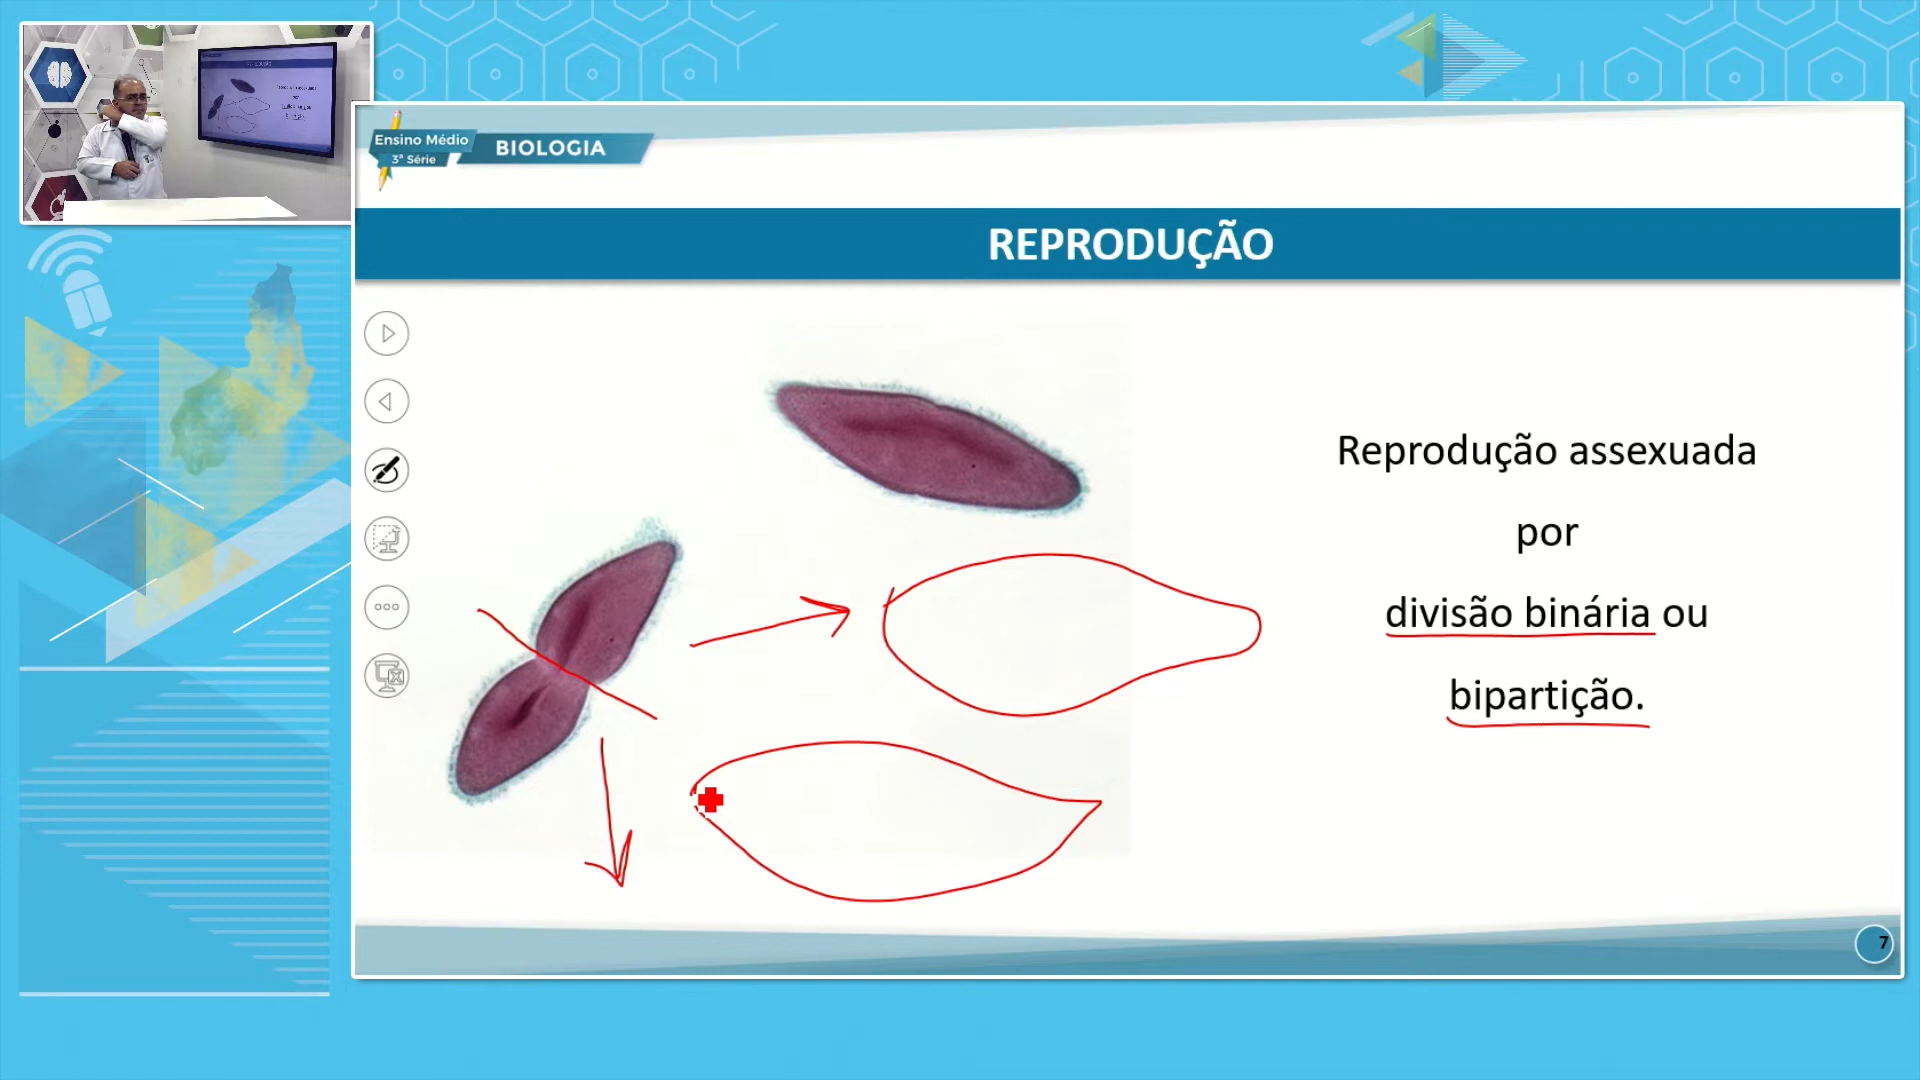 Ensino Médio
3ª Série
BIOLOGIA
REPRODUÇÃO
Reprodução assexuada
por
divisão binária ou
bipartição.
7